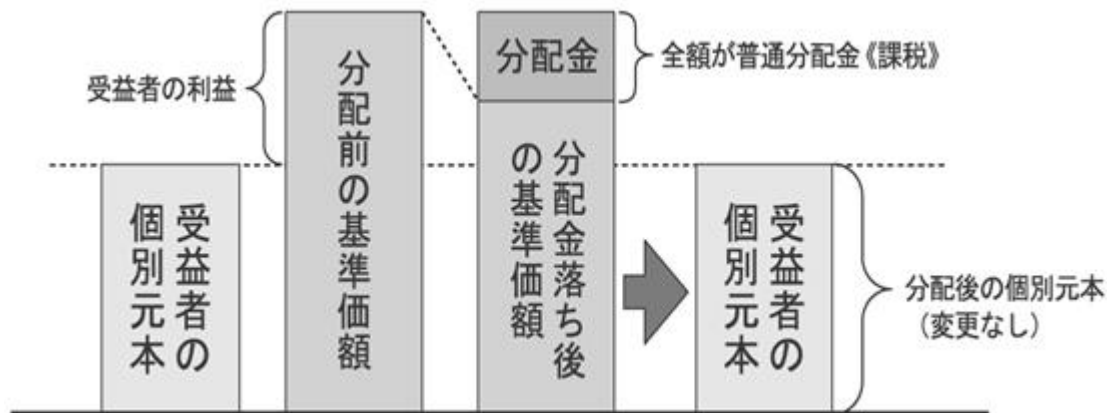 受益者の利益
受益者の
個別元本
分配前の基準価額
分配金
全額が普通分配金《課税》
分配金落ち後
の基準価額
受益者の
個別元本
分配後の個別元本
（変更なし）